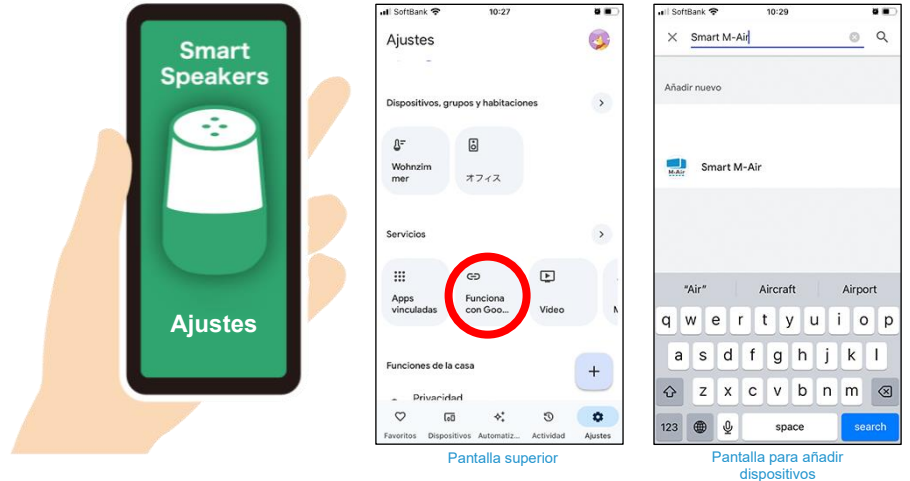 Smart
Speakers
Ajustes
SoftBank 10:27
Ajustes
Dispositivos, grupos y habitaciones
Wohnzim
mer
オフィス
Servicios
Apps
vinculadas
Funciona
con Goo...
Vídeo
Funciones de la casa
Privacidad
Favoritos Dispositivos Automatiz... Actividad Ajustes
Pantalla superior
SoftBank 10:29
Smart M-Air
Añadir nuevo
M-Air
Smart M-Air
"Air" Aircraft Airport
q w e r t y u i o p
a s d f g h j k l
z x c v b n m
123 space search
Pantalla para añadir
dispositivos